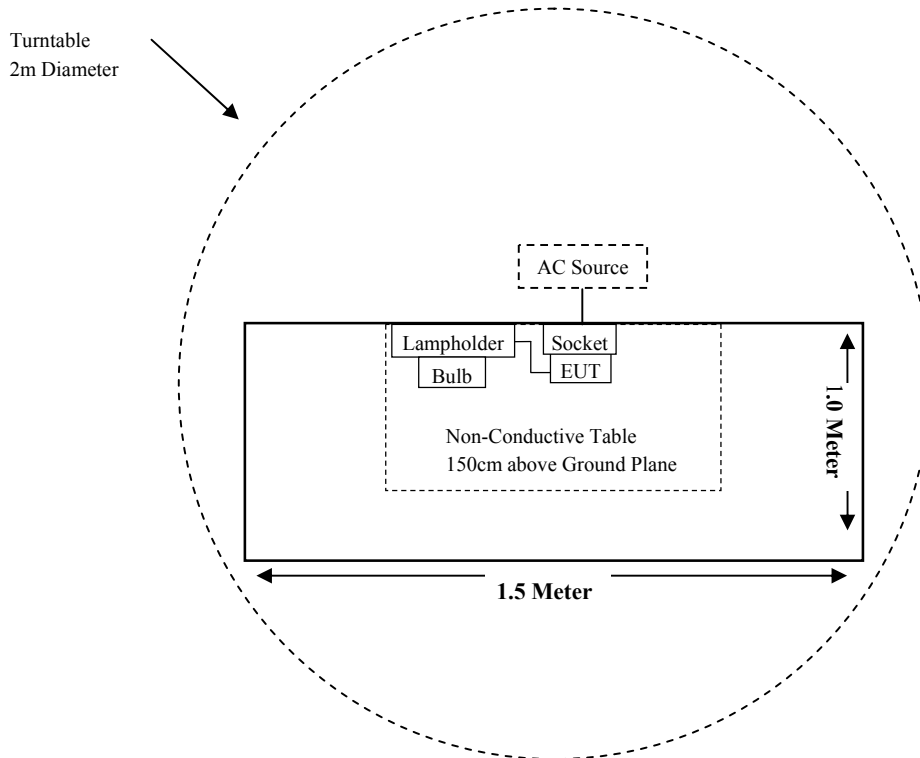 Turntable
2m Diameter
AC Source
Lampholder
Socket
Bulb
EUT
Non-Conductive Table
150cm above Ground Plane
1.0 Meter
1.5 Meter